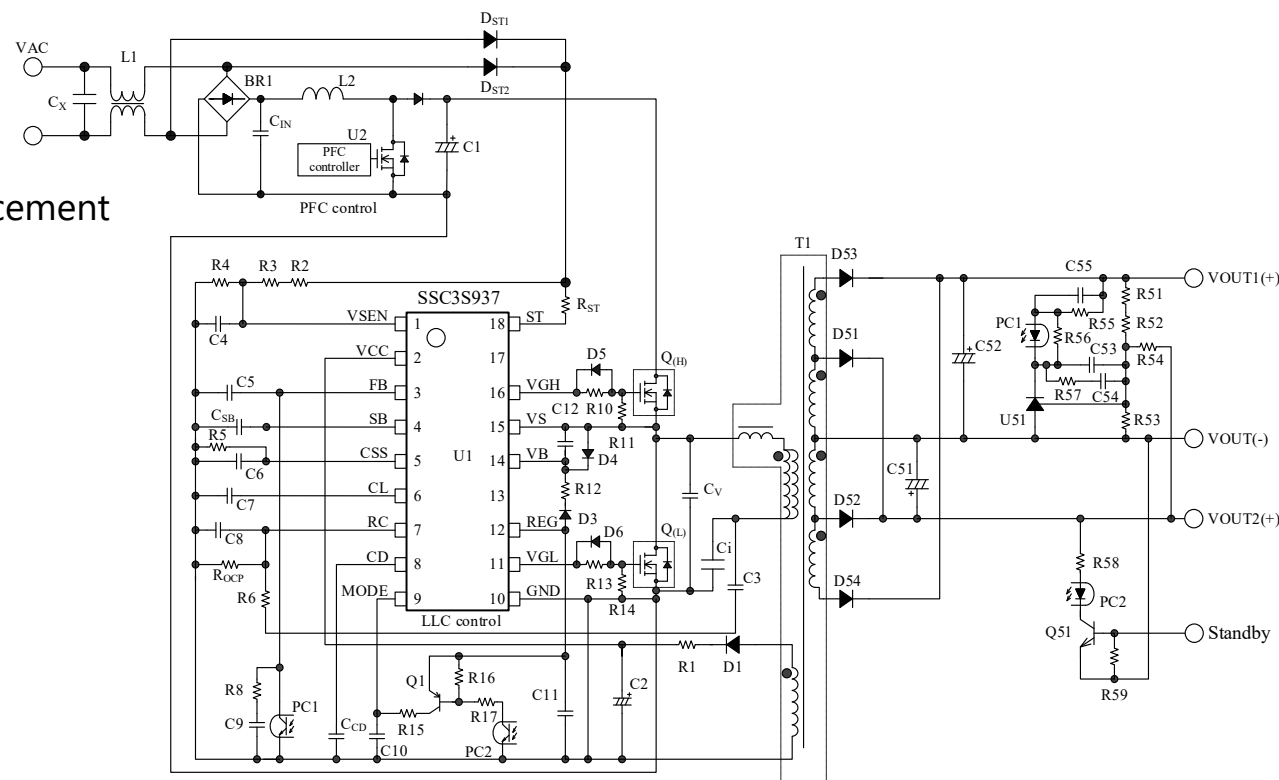 DST1
VAC
L1
DST2
BR1
L2
CX
CIN
U2
C1
PFC
controller
cement
PFC control
T1
R4
R3
R2
D53
C55
VOUT1(+)
SSC3S937
RST
R51
VSEN
1
18
ST
PC1
R55
R52
C4
D51
R56
C53
R54
VCC
2
17
D5
Q(H)
C52
C5
FB
3
16
VGH
R57
C54
C12
R10
U51
R53
CSB
SB
4
15
VS
R11
VOUT(-)
R5
CSS
5
U1
14
VB
D4
C6
C51
CL
6
13
R12
CV
C7
D3
D52
RC
7
12
REG
Q(L)
VOUT2(+)
C8
D6
Ci
CD
8
11
VGL
R58
ROCP
R13
C3
R6
MODE
9
10
GND
R14
D54
PC2
LLC control
Q51
Standby
R1
D1
R59
Q1
R16
C2
R8
C11
PC1
R17
C9
CCD
R15
C10
PC2